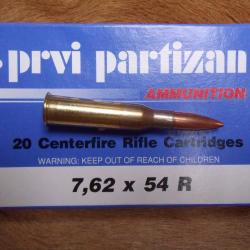 prvi partizan
AMMUNITION
20 Centerfire Rifle Cartridges
WARNING: KEEP OUT OF REACH OF CHILDREN
7,62 x 54 R